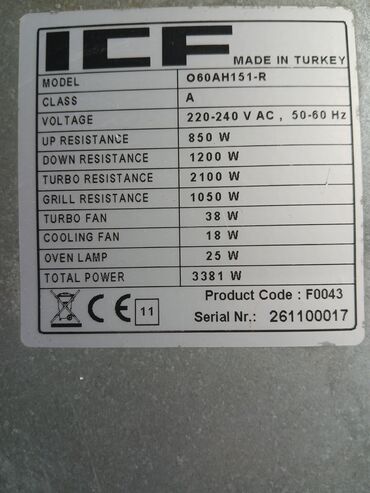 ICF MADE IN TURKEY
MODEL O60AH151-R
CLASS A
VOLTAGE 220-240 V AC , 50-60 Hz
UP RESISTANCE 850 W
DOWN RESISTANCE 1200 W
TURBO RESISTANCE 2100 W
GRILL RESISTANCE 1050 W
TURBO FAN 38 W
COOLING FAN 18 W
OVEN LAMP 25 W
TOTAL POWER 3381 W
Product Code : F0043
CE 11 Serial Nr.: 261100017